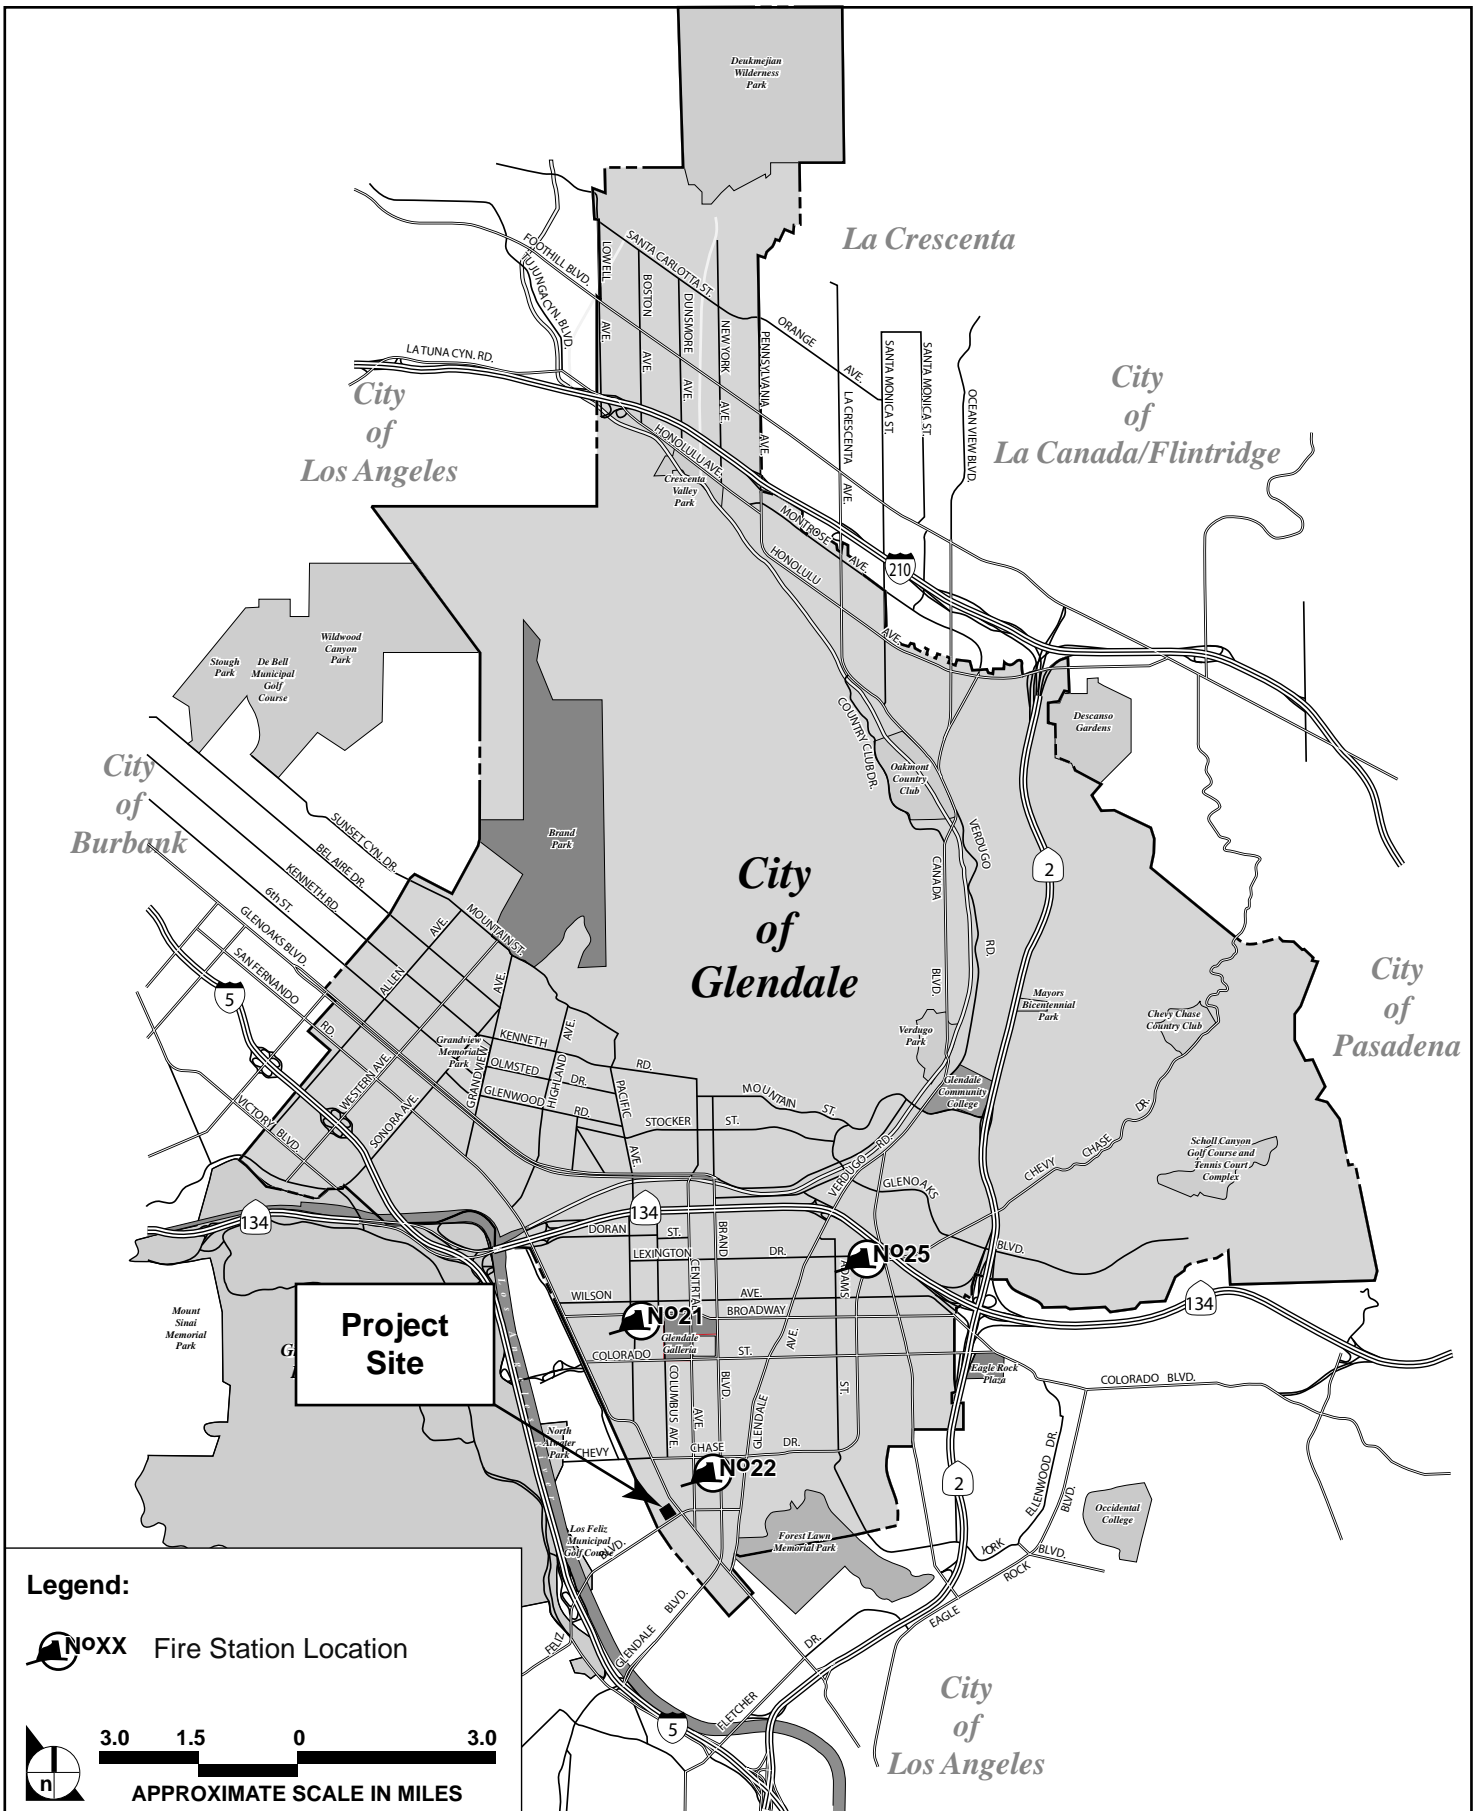 Deukmejian
Wilderness
Park
La Crescenta
FOOTHILL BLVD.
TUJUNGA CYN. BLVD.
LOWELL
AVE.
SANTA CARLOTTA ST.
BOSTON
AVE.
DUNSMORE
AVE.
NEW YORK
AVE.
PENNSYLVANIA
AVE.
ORANGE
AVE.
LA CRESCENTA
AVE.
SANTA MONICA ST.
SANTA MONICA ST.
OCEAN VIEW BLVD.
LA TUNA CYN. RD.
City
of
Los Angeles
City
of
La Canada/Flintridge
HONOLULU AVE.
Crescenta
Valley
Park
MONTROSE
AVE.
HONOLULU
AVE.
210
Wildwood
Canyon
Park
Stough
Park
De Bell
Municipal
Golf
Course
Descanso
Gardens
COUNTRY CLUB DR.
Oakmont
Country
Club
City
of
Burbank
SUNSET CYN. DR.
BEL AIRE DR.
KENNETH RD.
6th ST.
GLENOAKS BLVD.
SAN FERNANDO
RD.
Brand
Park
VERDUGO
RD.
CANADA
BLVD.
2
City
of
Glendale
MOUNTAIN ST.
ALLEN
AVE.
5
City
of
Pasadena
Mayors
Bicentennial
Park
Chevy Chase
Country Club
Verdugo
Park
Grandview
Memorial
Park
GRANDVIEW
AVE.
HIGHLAND
AVE.
KENNETH
RD.
OLMSTED
DR.
GLENWOOD
RD.
PACIFIC
AVE.
WESTERN AVE.
SONORA AVE.
VICTORY BLVD.
Glendale
Community
College
MOUNTAIN
ST.
STOCKER
ST.
VERDUGO RD.
GLENOAKS
BLVD.
CHEVY
CHASE
DR.
Scholl Canyon
Golf Course and
Tennis Court
Complex
134
134
DORAN
ST.
LEXINGTON
DR.
BRAND
BLVD.
CENTRTAL
AVE.
ADAMS
ST.
NO25
WILSON
AVE.
BROADWAY
134
Mount
Sinai
Memorial
Park
Project
Site
Los Angeles River
NO21
Glendale
Galleria
COLORADO
ST.
COLUMBUS AVE.
GLENDALE
AVE.
Eagle Rock
Plaza
COLORADO BLVD.
North
Atwater
Park
CHEVY
CHASE
DR.
NO22
2
ELLENWOOD DR.
Occidental
College
Los Feliz
Municipal
Golf Course
BLVD.
Forest Lawn
Memorial Park
YORK
BLVD.
BLVD.
EAGLE
ROCK
FELIZ
GLENDALE
BLVD.
FLETCHER
DR.
5
City
of
Los Angeles
Legend:
NOXX Fire Station Location
3.0 1.5 0 3.0
n
APPROXIMATE SCALE IN MILES